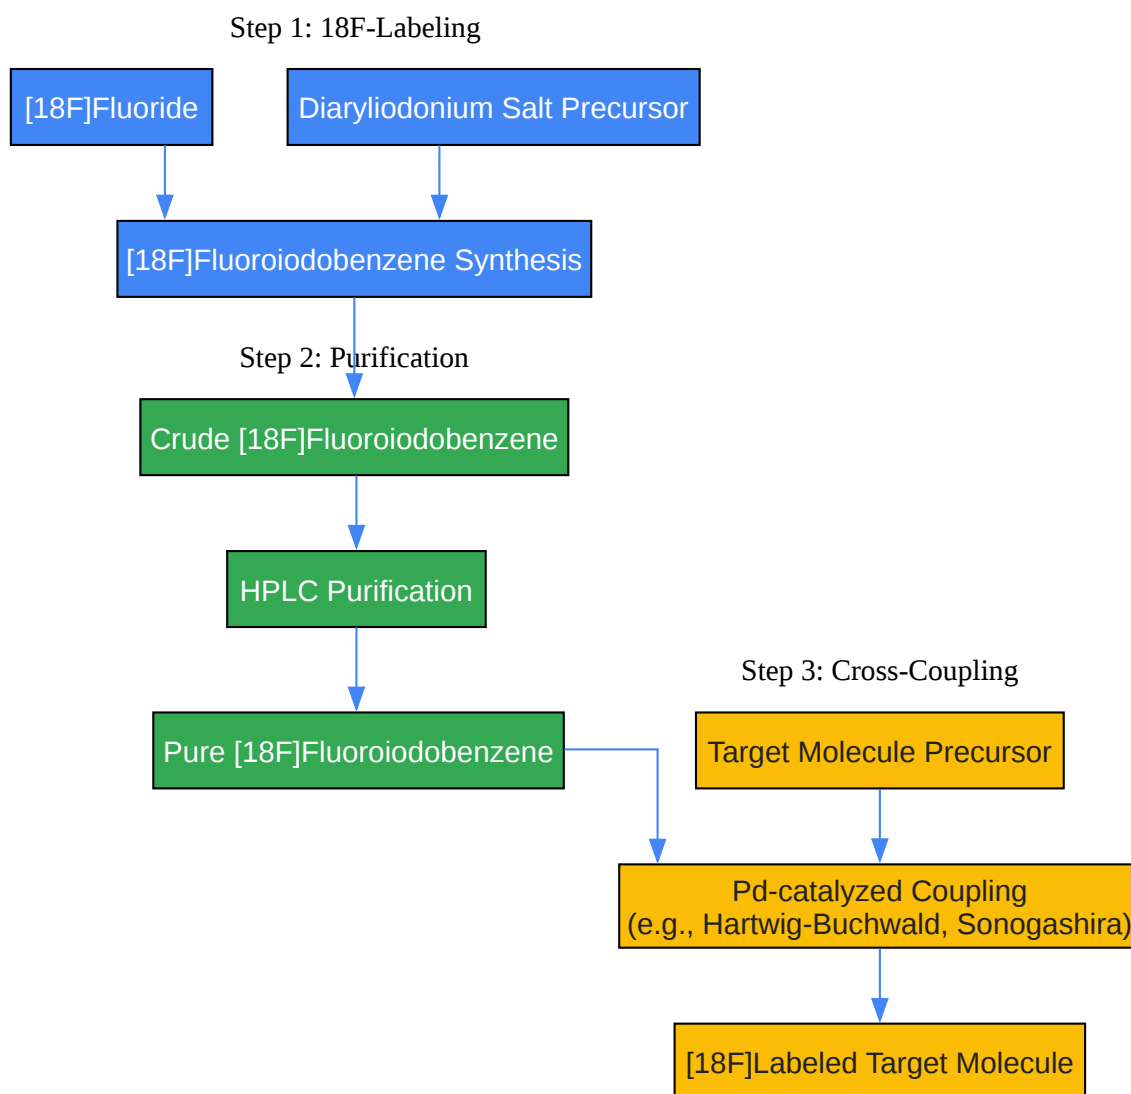 Step 1: 18F-Labeling
[18F]Fluoride
Diaryliodonium Salt Precursor
[18F]Fluoroiodobenzene Synthesis
Step 2: Purification
Crude [18F]Fluoroiodobenzene
HPLC Purification
Pure [18F]Fluoroiodobenzene
Step 3: Cross-Coupling
Target Molecule Precursor
Pd-catalyzed Coupling
(e.g., Hartwig-Buchwald, Sonogashira)
[18F]Labeled Target Molecule